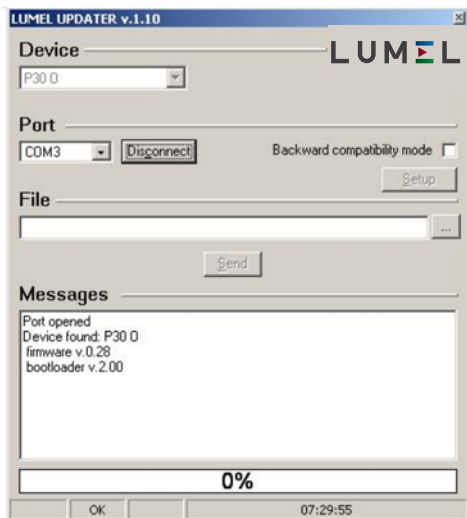 LUMEL UPDATER v.1.10
LUMEL
Device
P30 O
Port
COM3
Disconnect
Backward compatibility mode
Setup
File
...
Send
Messages
Port opened
Device found: P30 O
firmware v.0.28
bootloader v.2.00
0%
OK
07:29:55